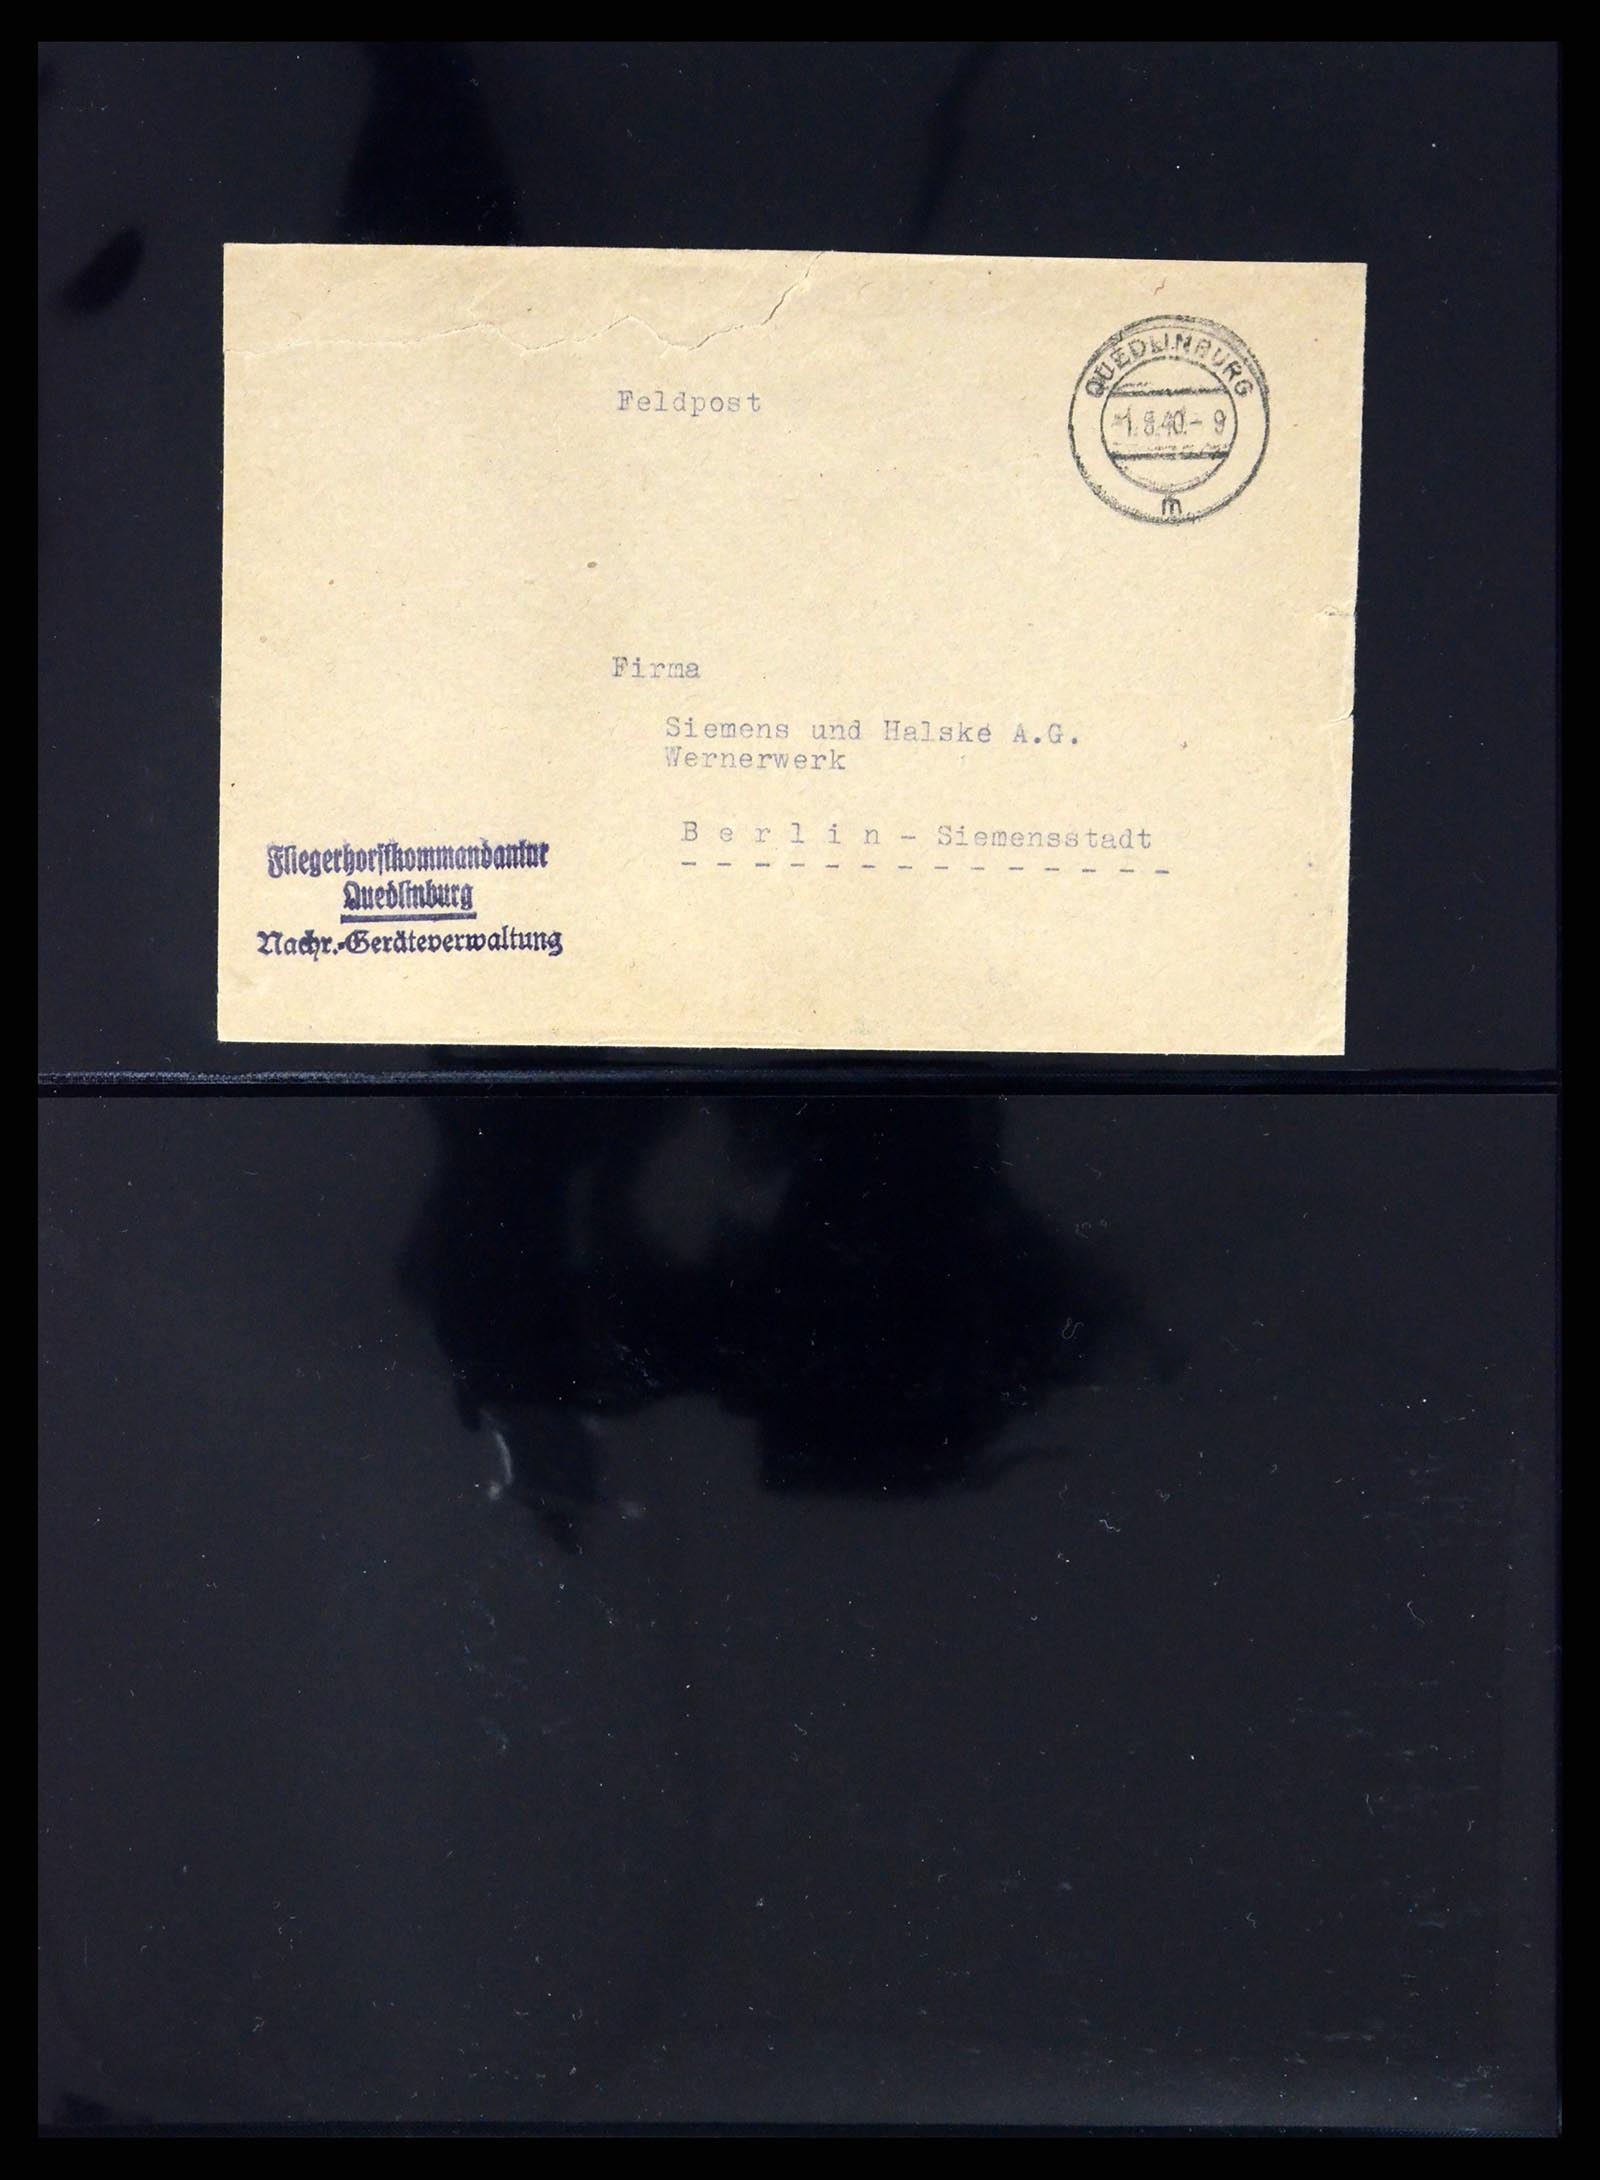 Feldpost
QUEDLINBURG
-1.8.40.-9
m
Firma
Siemens und Halske A.G.
Wernerwerk
B e r l i n - Siemensstadt
Fliegerhorstkommandantur
Quedlinburg
Nachr.-Geräteverwaltung